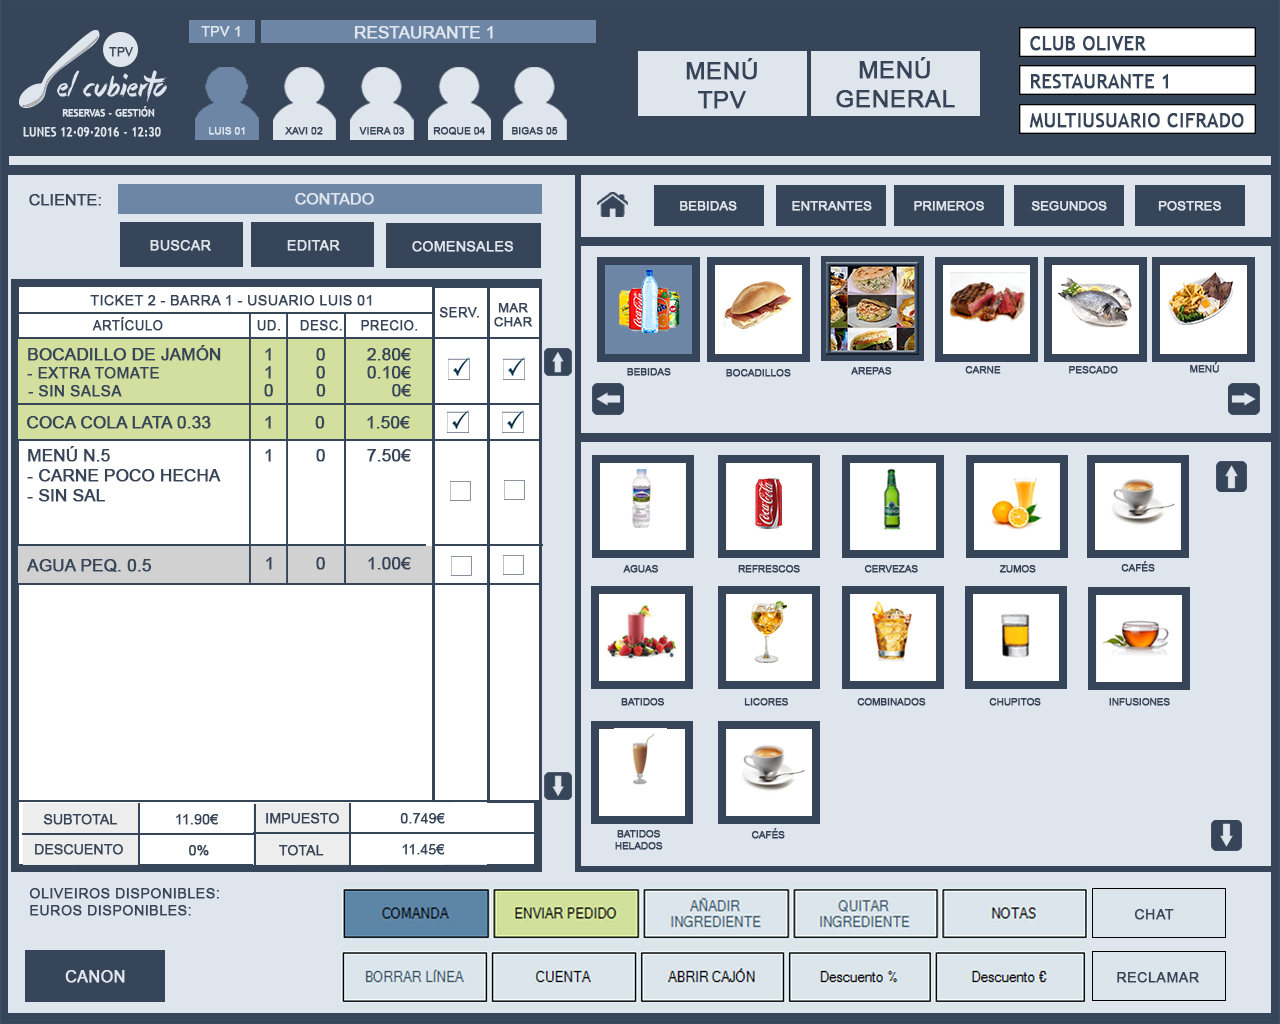 TPV
el cubierto
RESERVAS - GESTIÓN
LUNES 12-09-2016 - 12:30
TPV 1
RESTAURANTE 1
LUIS 01
XAVI 02
VIERA 03
ROQUE 04
BIGAS 05
MENÚ
TPV
MENÚ
GENERAL
CLUB OLIVER
RESTAURANTE 1
MULTIUSUARIO CIFRADO
CLIENTE:
CONTADO
BUSCAR
EDITAR
COMENSALES
TICKET 2 - BARRA 1 - USUARIO LUIS 01
SERV.
MAR
CHAR
ARTÍCULO
UD.
DESC.
PRECIO.
BOCADILLO DE JAMÓN 1 0 2.80€
- EXTRA TOMATE 1 0 0.10€
- SIN SALSA 0 0 0€
COCA COLA LATA 0.33 1 0 1.50€
MENÚ N.5 1 0 7.50€
- CARNE POCO HECHA
- SIN SAL
AGUA PEQ. 0.5 1 0 1.00€
SUBTOTAL 11.90€ IMPUESTO 0.749€
DESCUENTO 0% TOTAL 11.45€
BEBIDAS
ENTRANTES
PRIMEROS
SEGUNDOS
POSTRES
Coca-Cola
BEBIDAS
BOCADILLOS
AREPAS
CARNE
PESCADO
MENÚ
Coca-Cola
AGUAS
REFRESCOS
CERVEZAS
ZUMOS
CAFÉS
BATIDOS
LICORES
COMBINADOS
CHUPITOS
INFUSIONES
BATIDOS
HELADOS
CAFÉS
OLIVEIROS DISPONIBLES:
EUROS DISPONIBLES:
CANON
COMANDA
ENVIAR PEDIDO
AÑADIR
INGREDIENTE
QUITAR
INGREDIENTE
NOTAS
CHAT
BORRAR LÍNEA
CUENTA
ABRIR CAJÓN
Descuento %
Descuento €
RECLAMAR